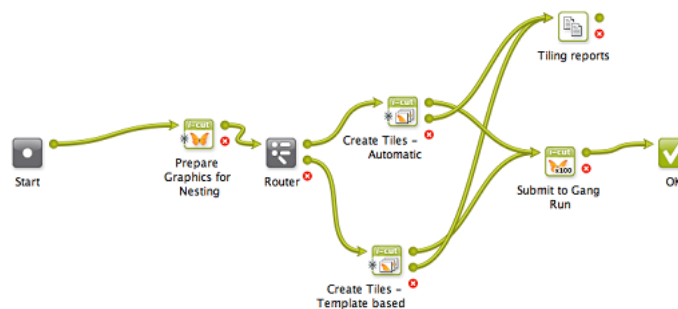 i-cut
Tiling reports
i-cut
Create Tiles -
Automatic
i-cut
Start
Prepare
Graphics for
Nesting
Router
i-cut
x100
Submit to Gang
Run
OK
i-cut
Create Tiles -
Template based